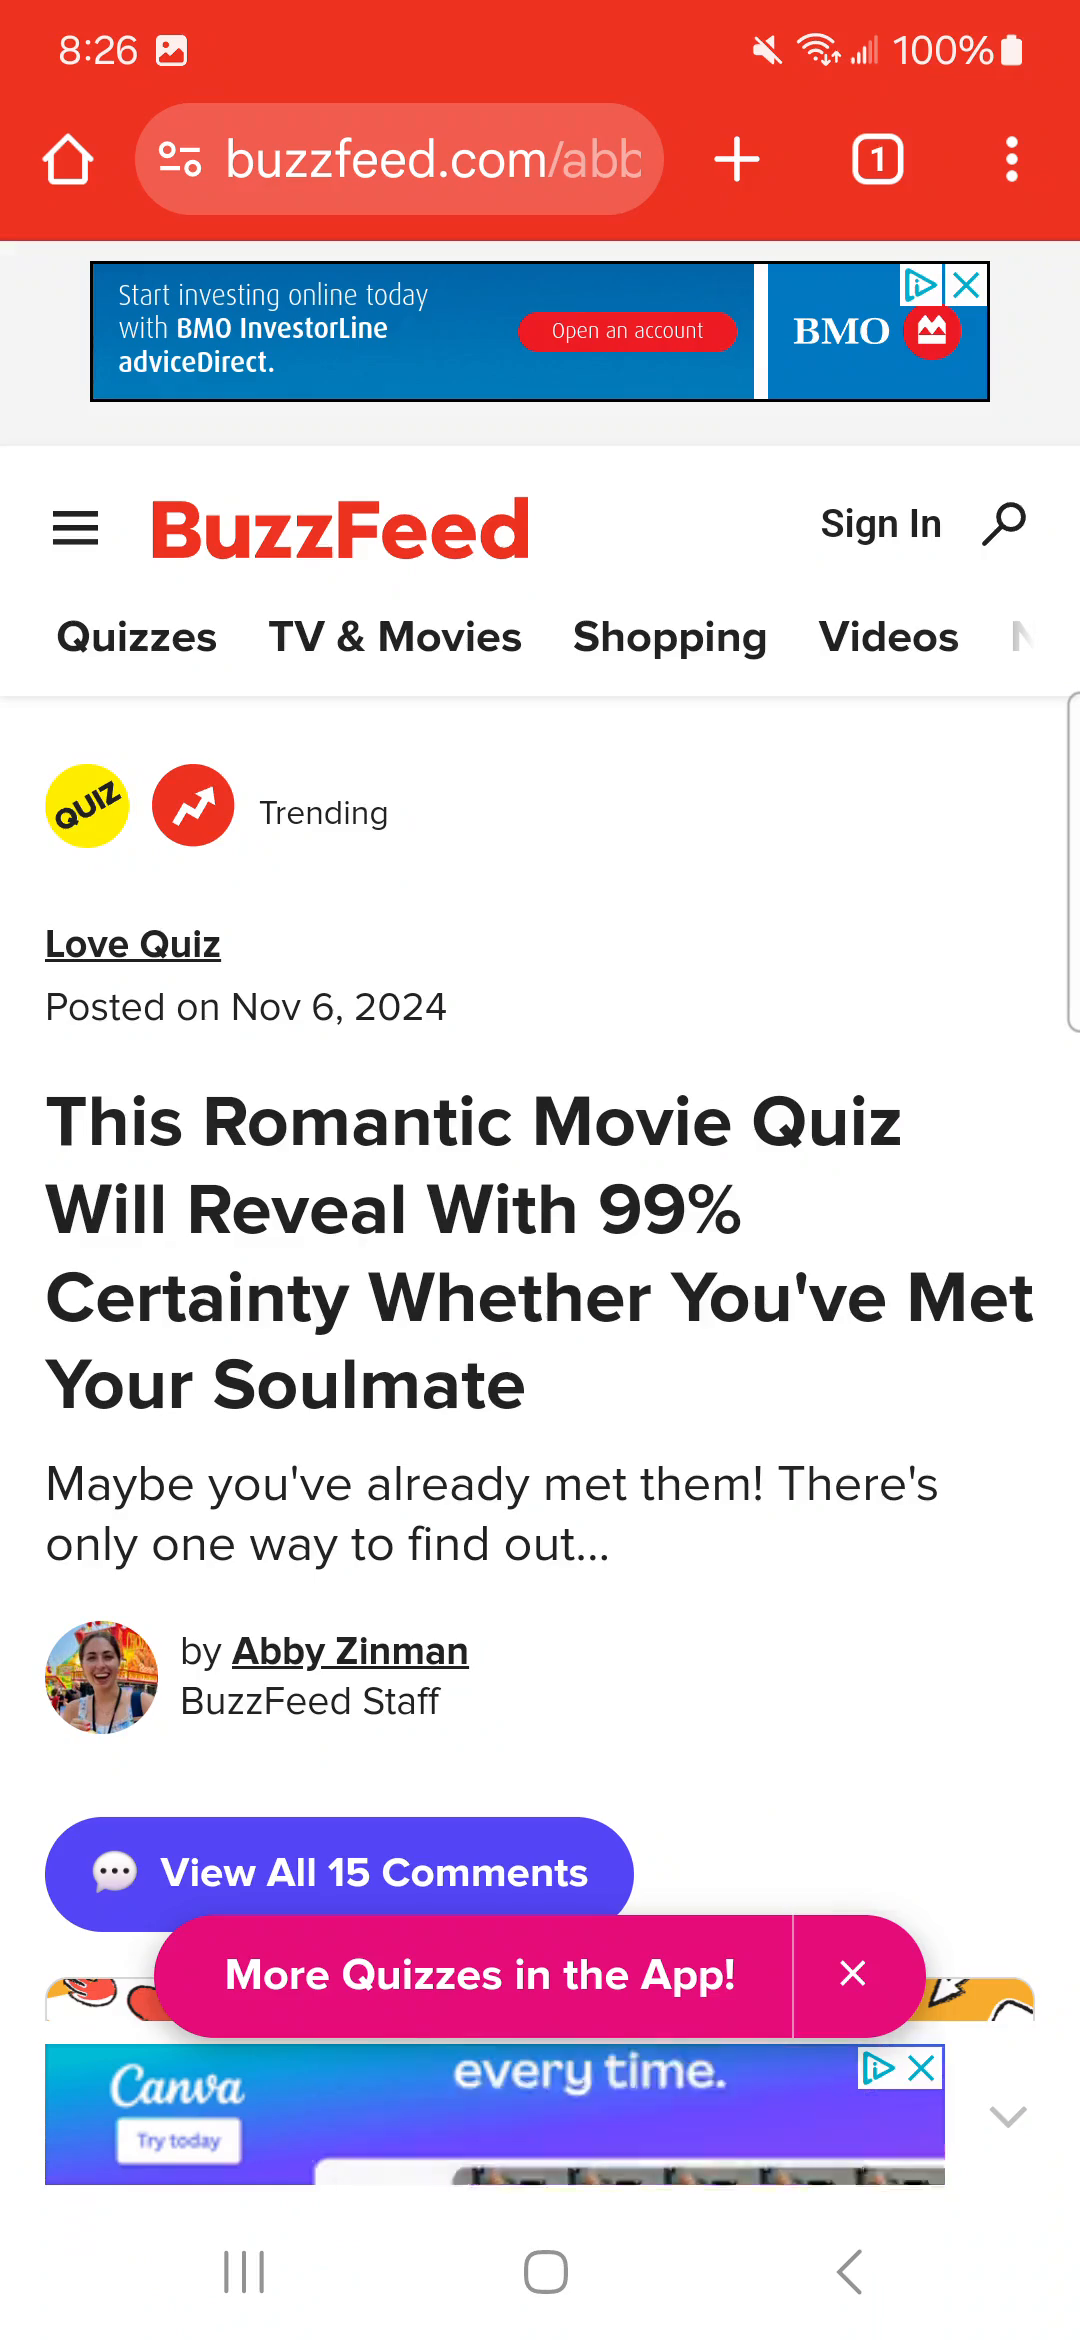 8:26
100%
buzzfeed.com/abb
1
Start investing online today
with BMO InvestorLine
adviceDirect.
Open an account
BMO
BuzzFeed
Sign In
Quizzes TV & Movies Shopping Videos
QUIZ
Trending
Love Quiz
Posted on Nov 6, 2024
This Romantic Movie Quiz
Will Reveal With 99%
Certainty Whether You've Met
Your Soulmate
Maybe you've already met them! There's
only one way to find out...
by Abby Zinman
BuzzFeed Staff
View All 15 Comments
More Quizzes in the App!
Canva
every time.
Try today